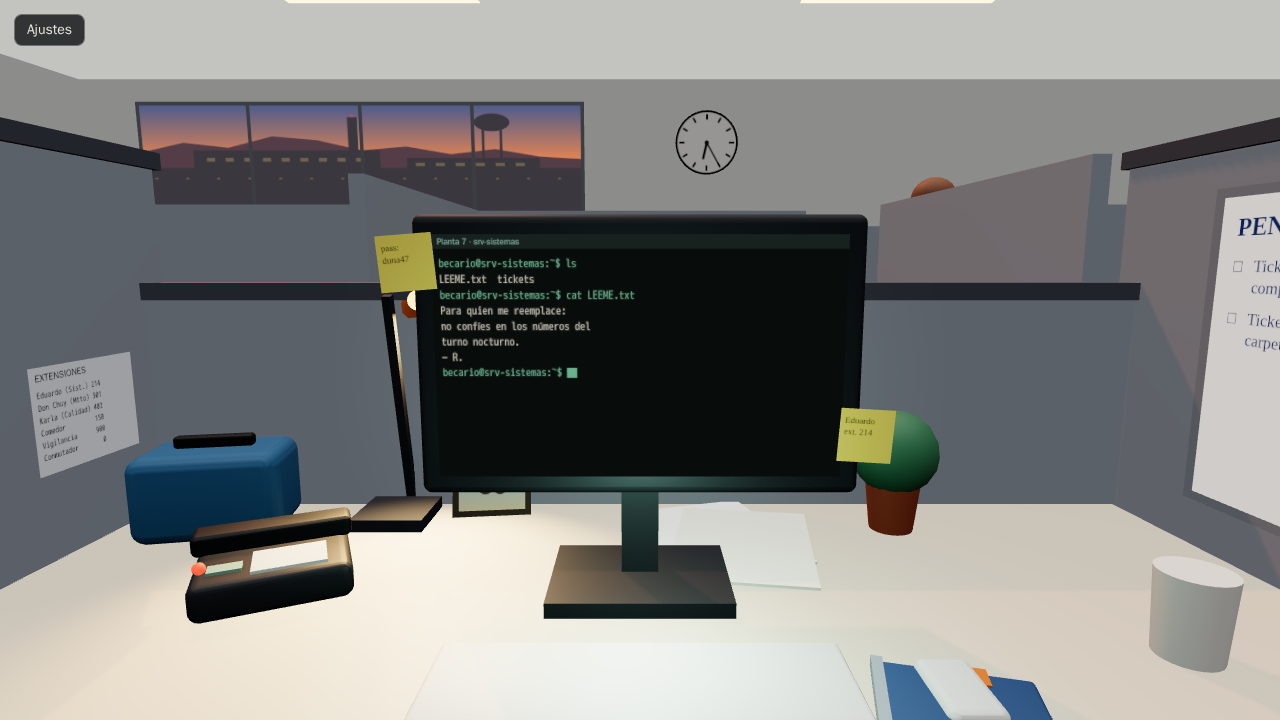 Ajustes
pass:
duna47
Planta 7 · srv-sistemas
becario@srv-sistemas:~$ ls
LEEME.txt  tickets
becario@srv-sistemas:~$ cat LEEME.txt
Para quien me reemplace:
no confíes en los números del
turno nocturno.
— R.
becario@srv-sistemas:~$
EXTENSIONES
Eduardo (Sist.) 214
Don Chuy (Mtto) 301
Karla (Calidad) 402
Comedor 150
Vigilancia 900
Conmutador 0
Eduardo
ext. 214
PEN
☐ Tick
comp
☐ Ticke
carpe